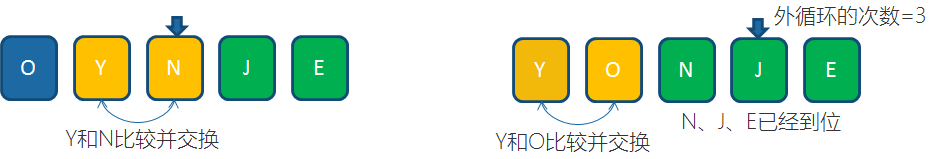 外循环的次数=3
O Y N J E
Y和N比较并交换
Y O N J E
Y和O比较并交换
N、J、E已经到位